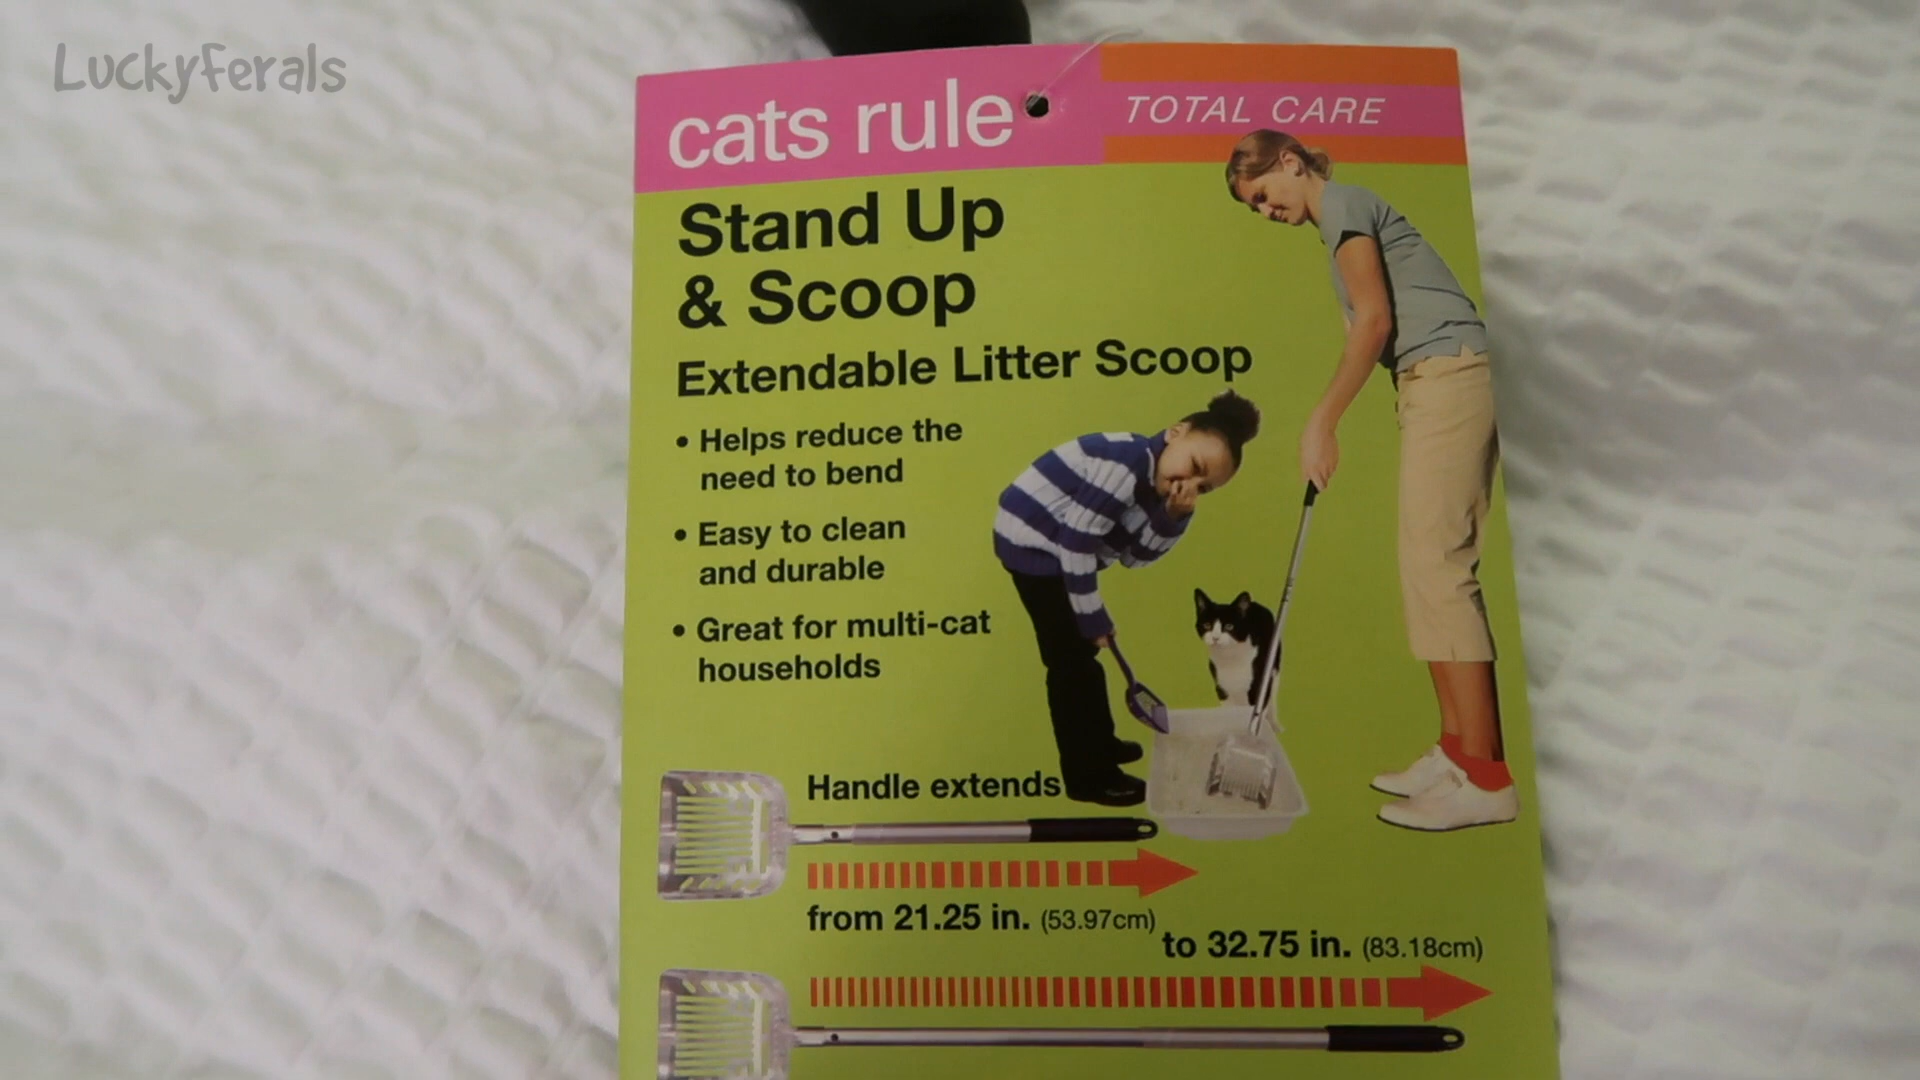 LuckyFerals
cats rule
TOTAL CARE
Stand Up
& Scoop
Extendable Litter Scoop
• Helps reduce the
need to bend
• Easy to clean
and durable
• Great for multi-cat
households
Handle extends
from 21.25 in. (53.97cm)
to 32.75 in. (83.18cm)